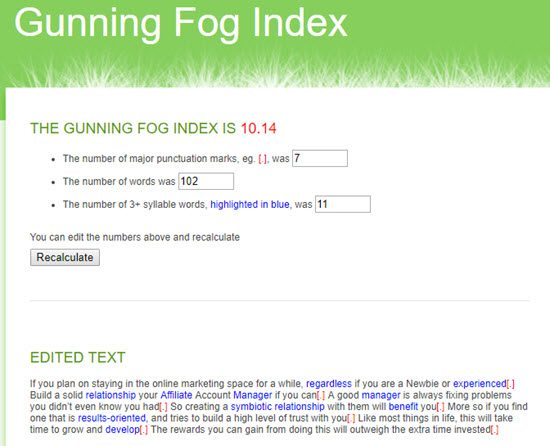 Gunning Fog Index
THE GUNNING FOG INDEX IS 10.14
• The number of major punctuation marks, eg. [.], was 7
• The number of words was 102
• The number of 3+ syllable words, highlighted in blue, was 11
You can edit the numbers above and recalculate
Recalculate
EDITED TEXT
If you plan on staying in the online marketing space for a while, regardless if you are a Newbie or experienced[.]
Build a solid relationship your Affiliate Account Manager if you can[.] A good manager is always fixing problems
you didn't even know you had[.] So creating a symbiotic relationship with them will benefit you[.] More so if you find
one that is results-oriented, and tries to build a high level of trust with you[.] Like most things in life, this will take
time to grow and develop[.] The rewards you can gain from doing this will outweigh the extra time invested[.]